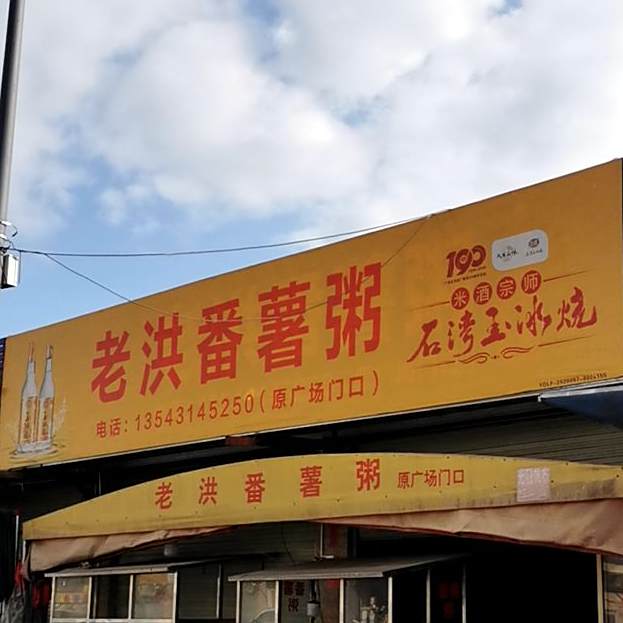 190
米酒宗师
石湾玉冰烧
老洪番薯粥
电话：13543145250（原广场门口）
老洪番薯粥 原广场门口